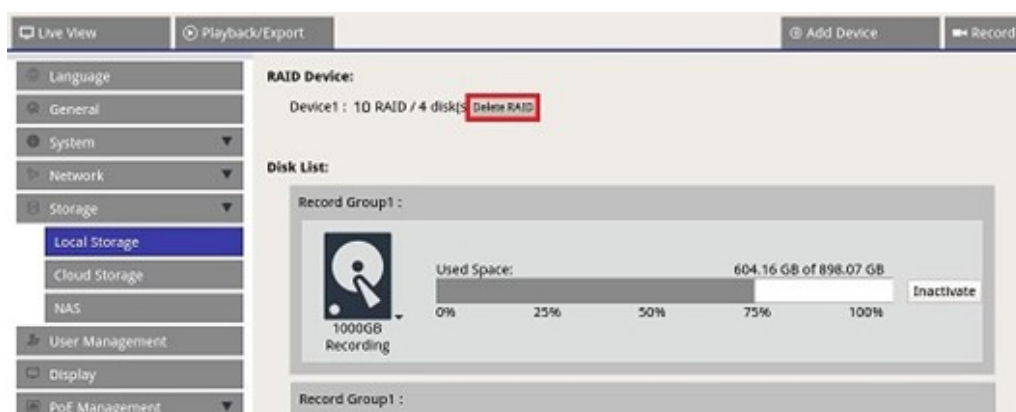 Live View
Playback/Export
Add Device
Record
Language
General
System
Network
Storage
Local Storage
Cloud Storage
NAS
User Management
Display
PoE Management
RAID Device:
Device1 : 10 RAID / 4 disk(s Delete RAID
Disk List:
Record Group1 :
1000GB
Recording
Used Space:
604.16 GB of 898.07 GB
0% 25% 50% 75% 100%
Inactivate
Record Group1 :